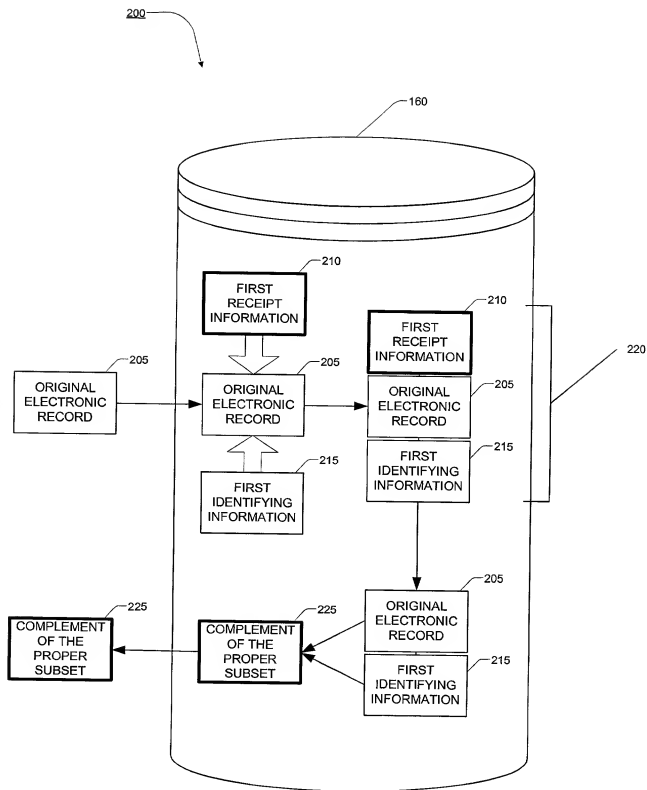 200
160
210
FIRST
RECEIPT
INFORMATION
210
FIRST
RECEIPT
INFORMATION
220
205
ORIGINAL
ELECTRONIC
RECORD
205
ORIGINAL
ELECTRONIC
RECORD
205
ORIGINAL
ELECTRONIC
RECORD
215
FIRST
IDENTIFYING
INFORMATION
215
FIRST
IDENTIFYING
INFORMATION
205
ORIGINAL
ELECTRONIC
RECORD
225
COMPLEMENT
OF THE
PROPER
SUBSET
225
COMPLEMENT
OF THE
PROPER
SUBSET
215
FIRST
IDENTIFYING
INFORMATION